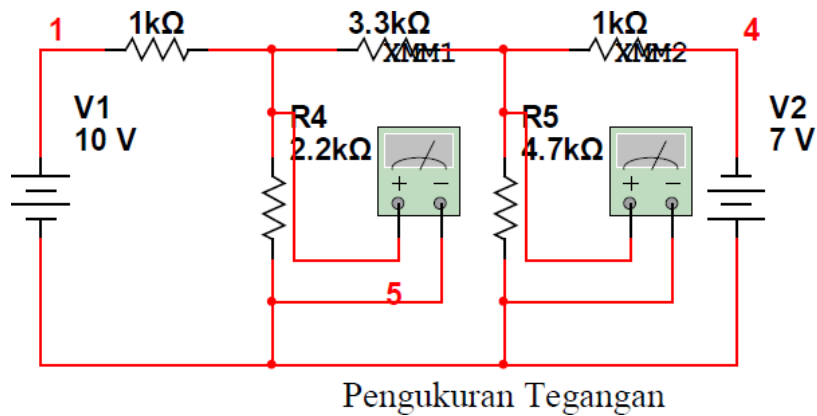 1 1kΩ 3.3kΩ 1kΩ 4
XMM1 XMM2
V1 R4 R5 V2
10 V 2.2kΩ 4.7kΩ 7 V
+ − + −
5
Pengukuran Tegangan